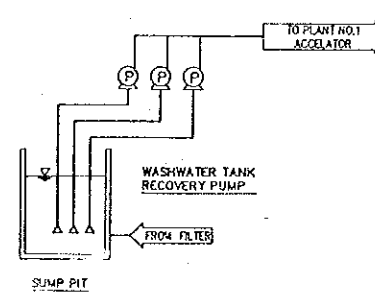 TO PLANT NO.1
ACCELATOR
P P P
WASHWATER TANK
RECOVERY PUMP
FROM FILTER
SUMP PIT